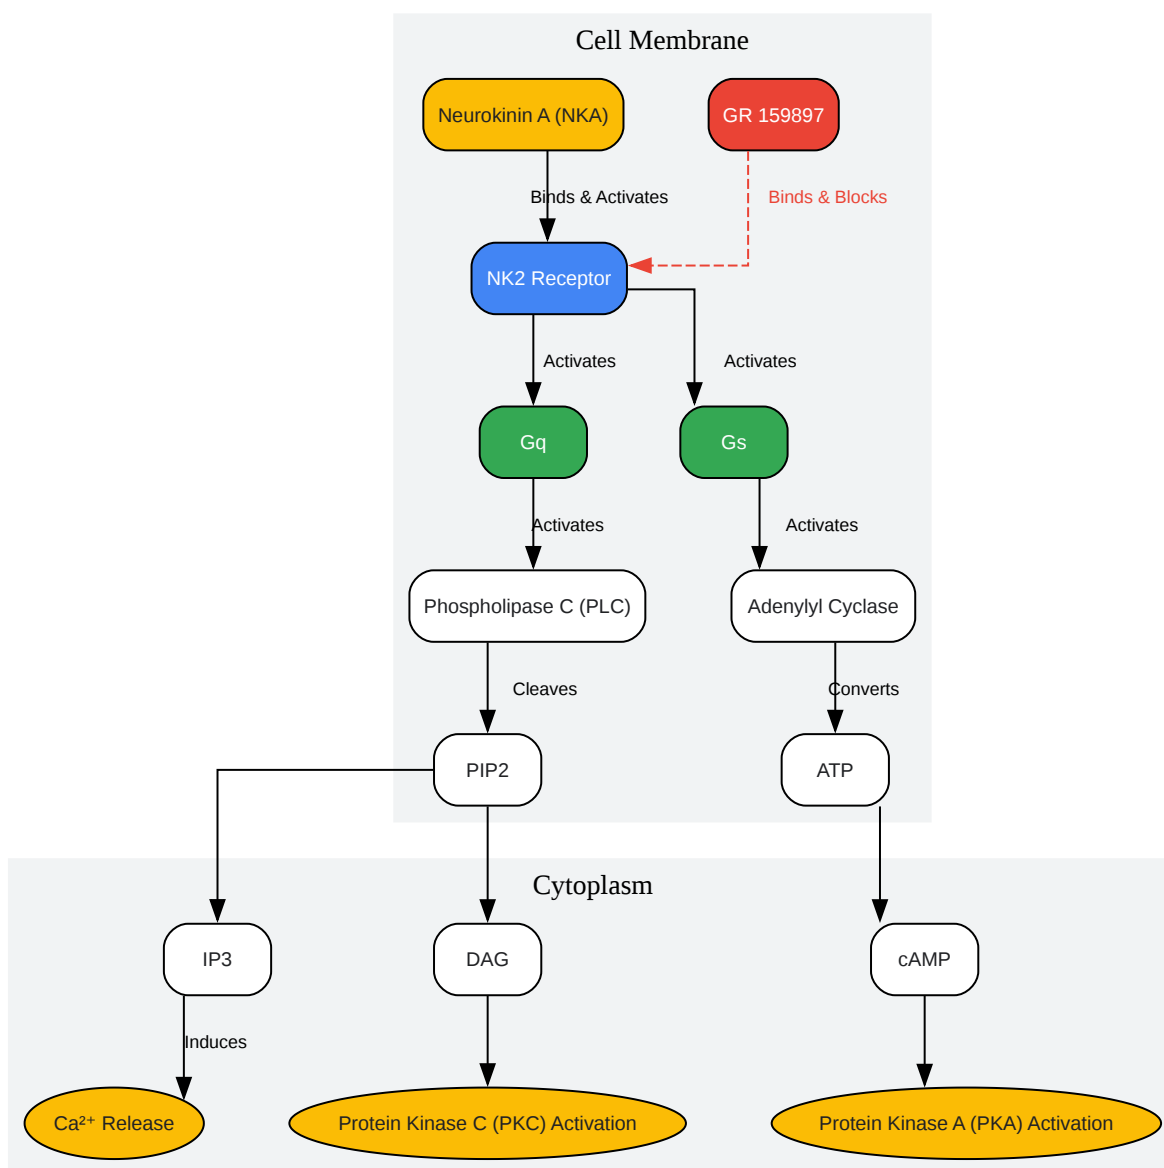 Cell Membrane
Neurokinin A (NKA)
GR 159897
Binds & Activates
Binds & Blocks
NK2 Receptor
Activates
Activates
Gq
Gs
Activates
Activates
Phospholipase C (PLC)
Adenylyl Cyclase
Cleaves
Converts
PIP2
ATP
Cytoplasm
IP3
DAG
cAMP
Induces
Ca²⁺ Release
Protein Kinase C (PKC) Activation
Protein Kinase A (PKA) Activation